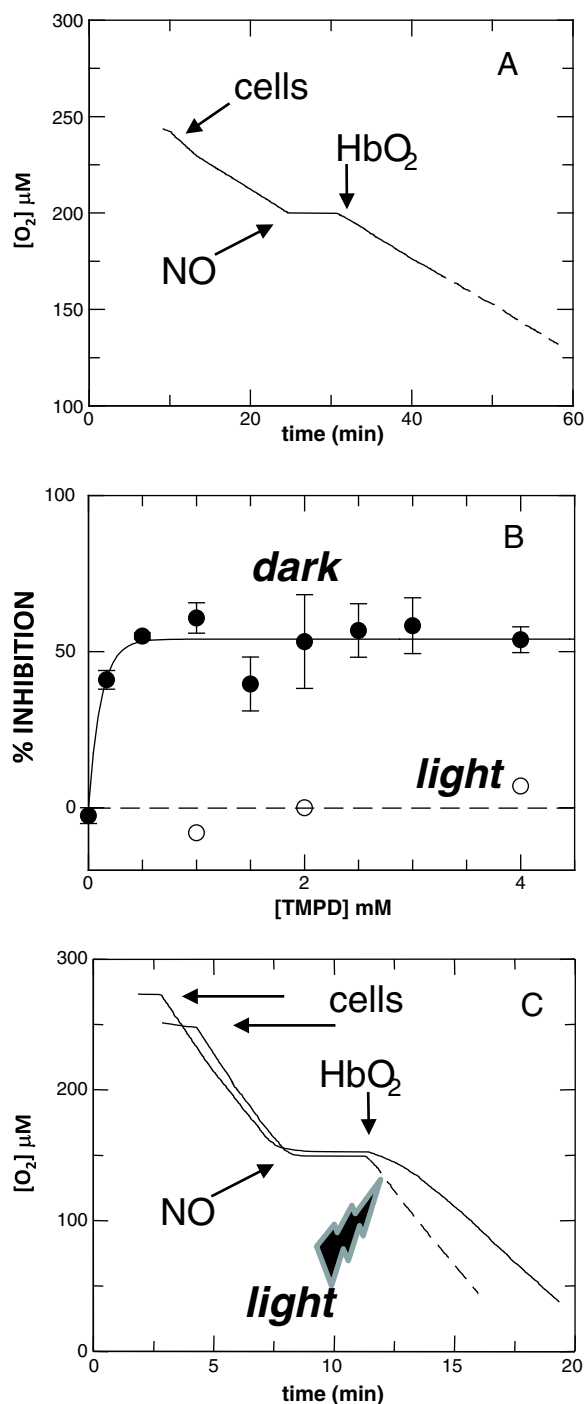 300
A
cells
250
HbO2
[O2] µM
200
NO
150
100
0 20 40 60
time (min)
100
B
dark
% INHIBITION
50
light
0
0 2 4
[TMPD] mM
300
cells
C
HbO2
200
[O2] µM
NO
100
light
0
0 5 10 15 20
time (min)